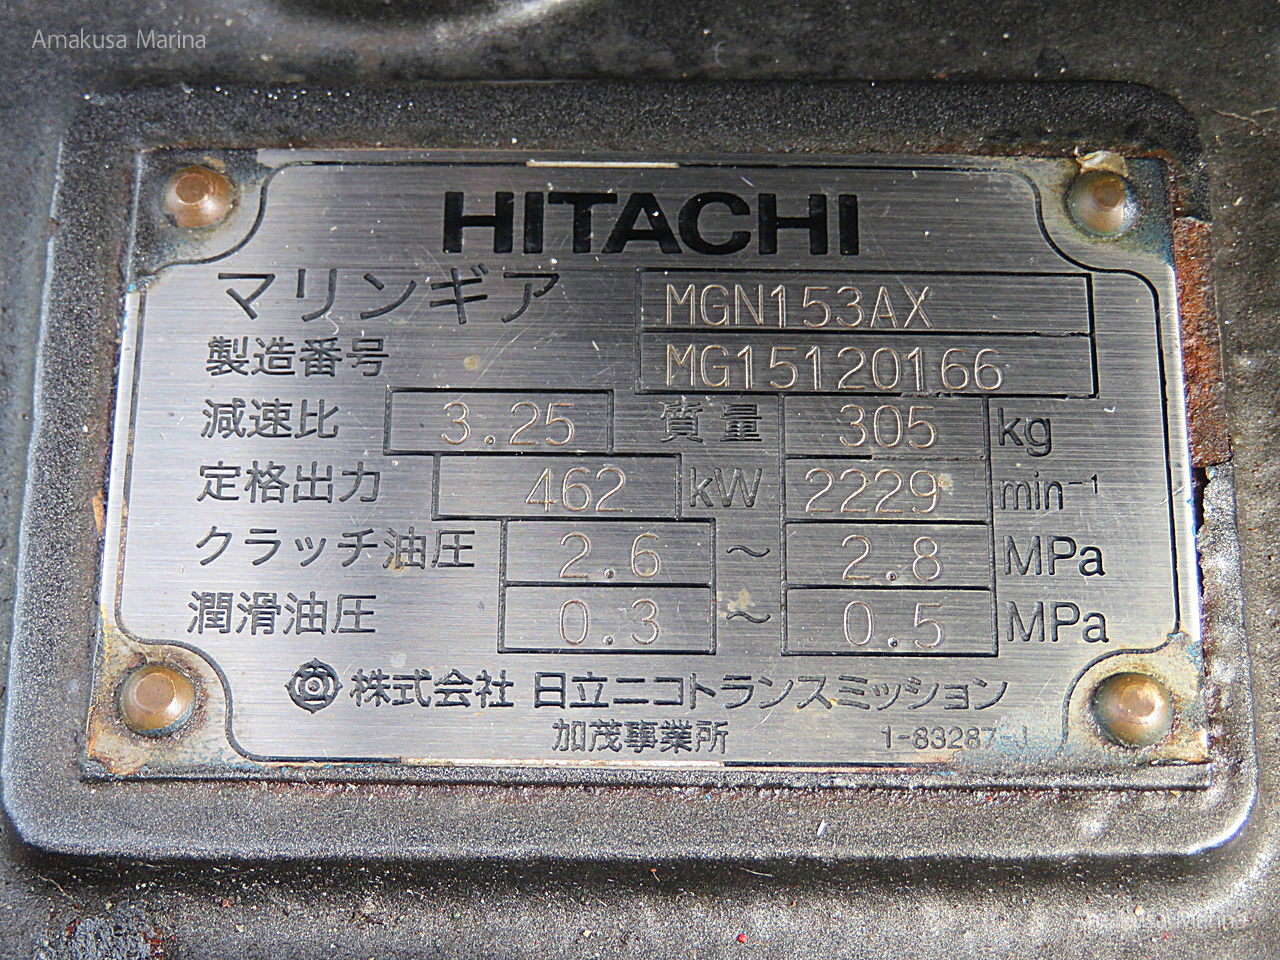 Amakusa Marina
HITACHI
マリンギア MGN153AX
製造番号 MG15120166
減速比 3.25 質量 305 kg
定格出力 462 kW 2229 min⁻¹
クラッチ油圧 2.6 ～ 2.8 MPa
潤滑油圧 0.3 ～ 0.5 MPa
株式会社 日立ニコトランスミッション
加茂事業所 1-83287-J